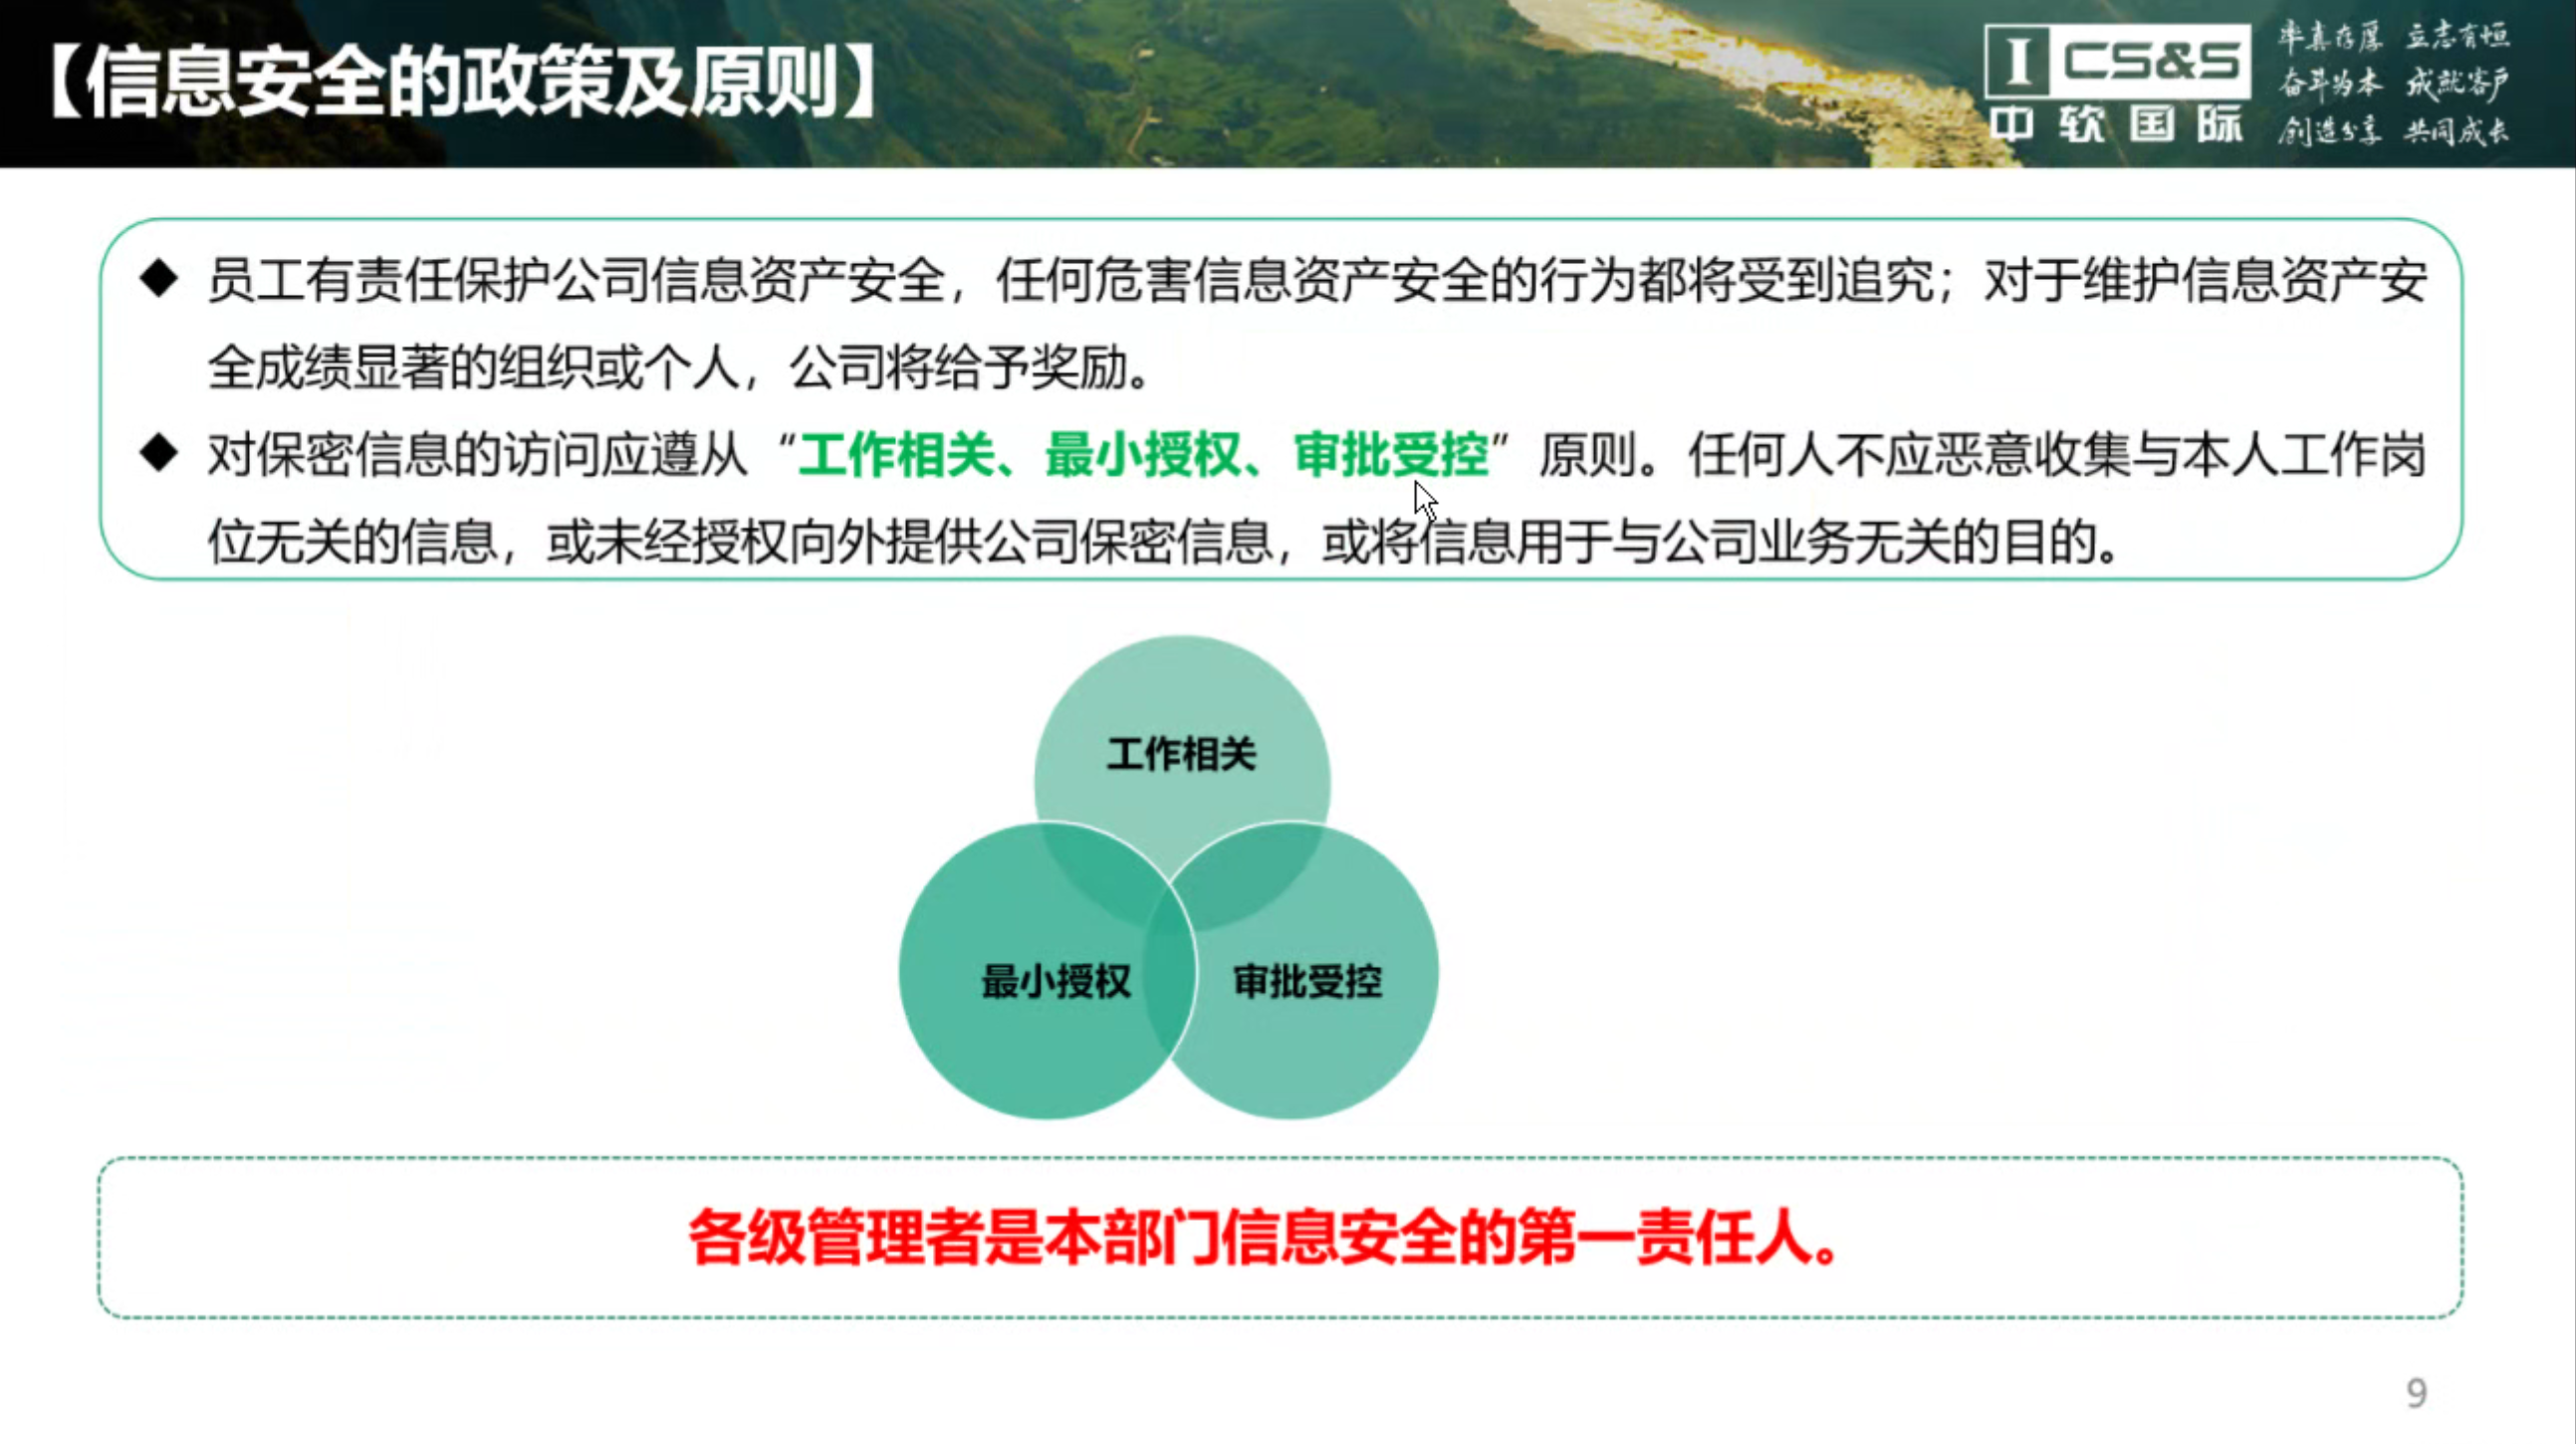 【信息安全的政策及原则】
I CS&S
中软国际
率真存厚 立志有恒
奋斗为本 成就客户
创造分享 共同成长
◆ 员工有责任保护公司信息资产安全，任何危害信息资产安全的行为都将受到追究；对于维护信息资产安
全成绩显著的组织或个人，公司将给予奖励。
◆ 对保密信息的访问应遵从“工作相关、最小授权、审批受控”原则。任何人不应恶意收集与本人工作岗
位无关的信息，或未经授权向外提供公司保密信息，或将信息用于与公司业务无关的目的。
工作相关
最小授权
审批受控
各级管理者是本部门信息安全的第一责任人。
9